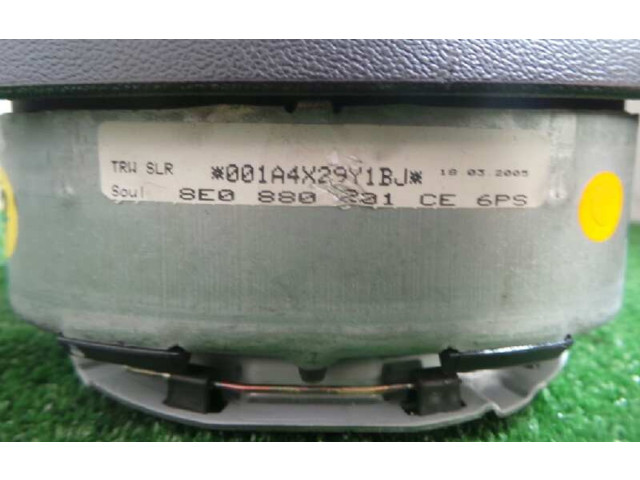 TRW SLR *001A4X29Y1BJ* 18 03.2005
Soul 8E0 880 201 CE 6PS